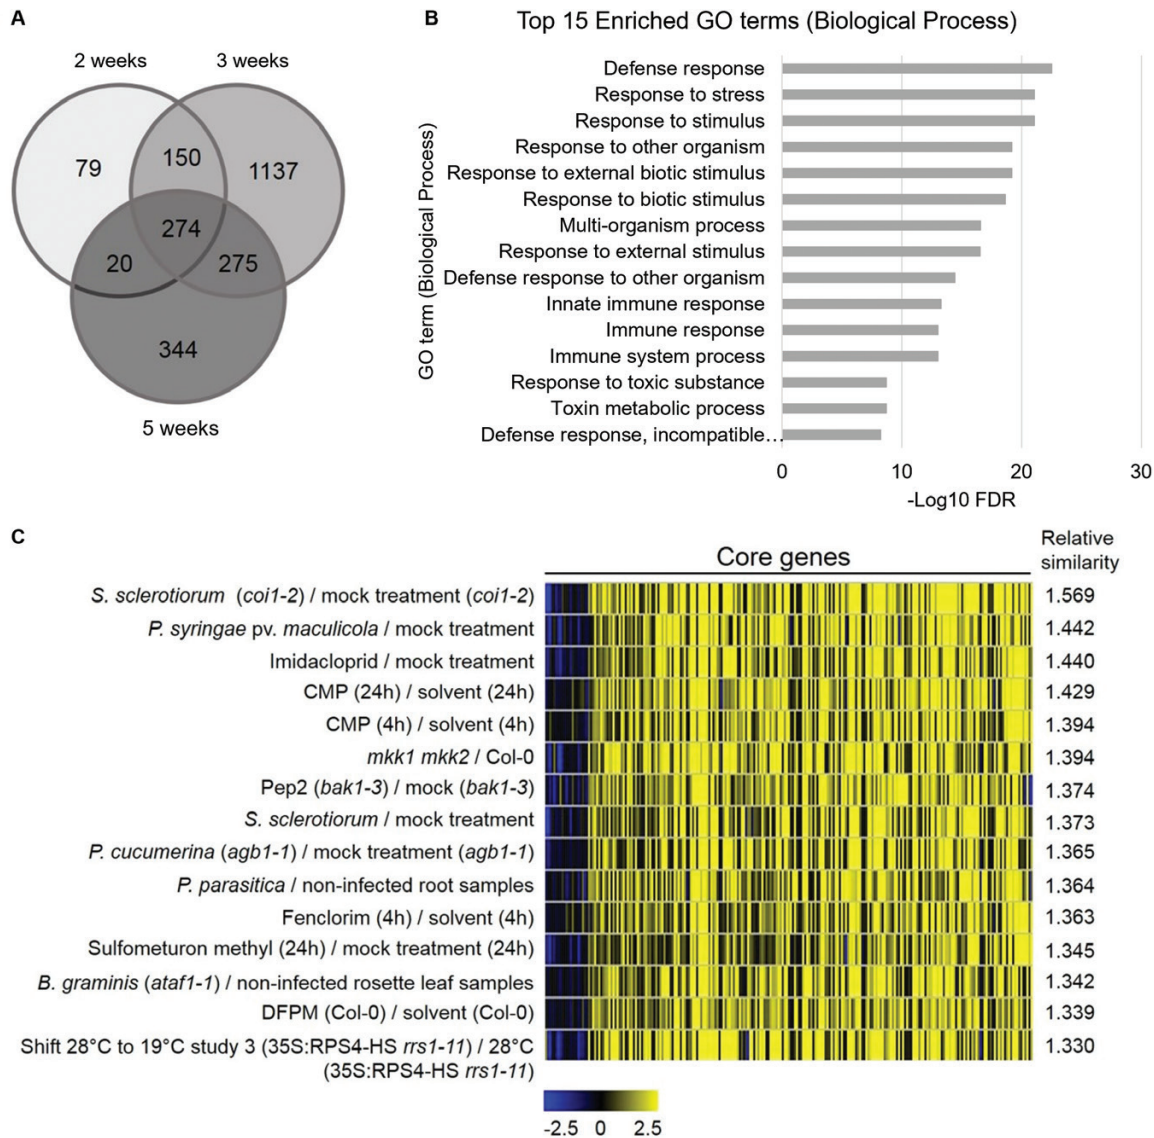 A
2 weeks
3 weeks
79
150
1137
274
20
275
344
5 weeks
B
Top 15 Enriched GO terms (Biological Process)
GO term (Biological Process)
Defense response
Response to stress
Response to stimulus
Response to other organism
Response to external biotic stimulus
Response to biotic stimulus
Multi-organism process
Response to external stimulus
Defense response to other organism
Innate immune response
Immune response
Immune system process
Response to toxic substance
Toxin metabolic process
Defense response, incompatible…
0 10 20 30
-Log10 FDR
C
Core genes
Relative
similarity
S. sclerotiorum (coi1-2) / mock treatment (coi1-2) 1.569
P. syringae pv. maculicola / mock treatment 1.442
Imidacloprid / mock treatment 1.440
CMP (24h) / solvent (24h) 1.429
CMP (4h) / solvent (4h) 1.394
mkk1 mkk2 / Col-0 1.394
Pep2 (bak1-3) / mock (bak1-3) 1.374
S. sclerotiorum / mock treatment 1.373
P. cucumerina (agb1-1) / mock treatment (agb1-1) 1.365
P. parasitica / non-infected root samples 1.364
Fenclorim (4h) / solvent (4h) 1.363
Sulfometuron methyl (24h) / mock treatment (24h) 1.345
B. graminis (ataf1-1) / non-infected rosette leaf samples 1.342
DFPM (Col-0) / solvent (Col-0) 1.339
Shift 28°C to 19°C study 3 (35S:RPS4-HS rrs1-11) / 28°C 1.330
(35S:RPS4-HS rrs1-11)
-2.5 0 2.5